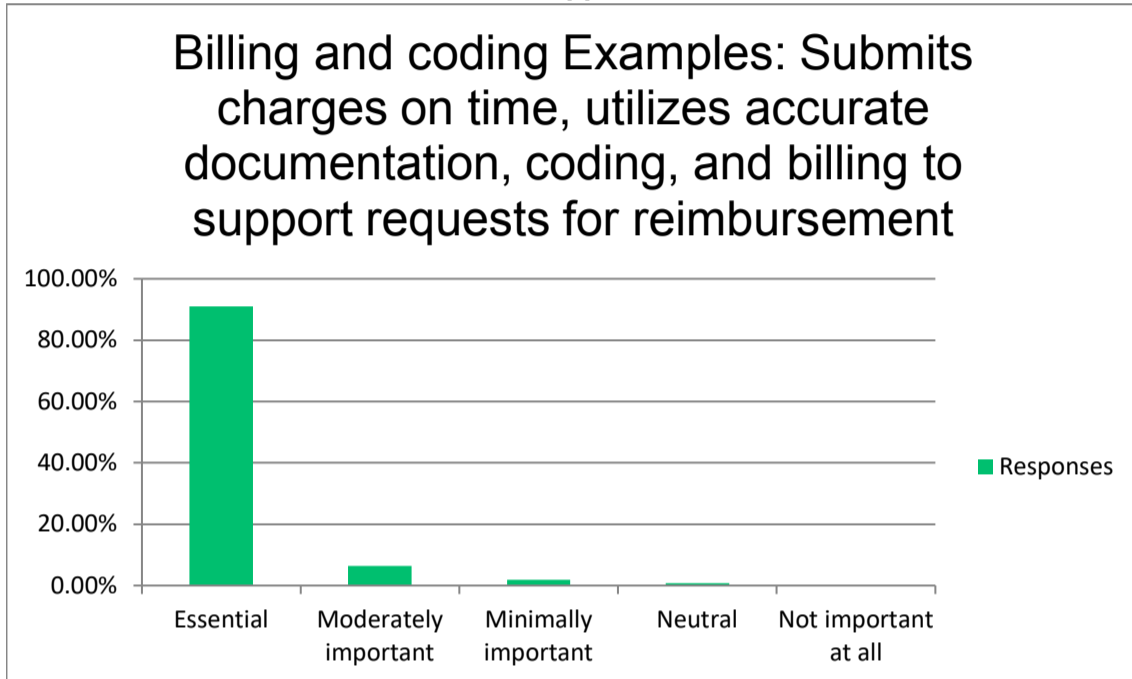 Billing and coding Examples: Submits
charges on time, utilizes accurate
documentation, coding, and billing to
support requests for reimbursement
100.00%
80.00%
60.00%
40.00%
20.00%
0.00%
Essential
Moderately
important
Minimally
important
Neutral
Not important
at all
Responses